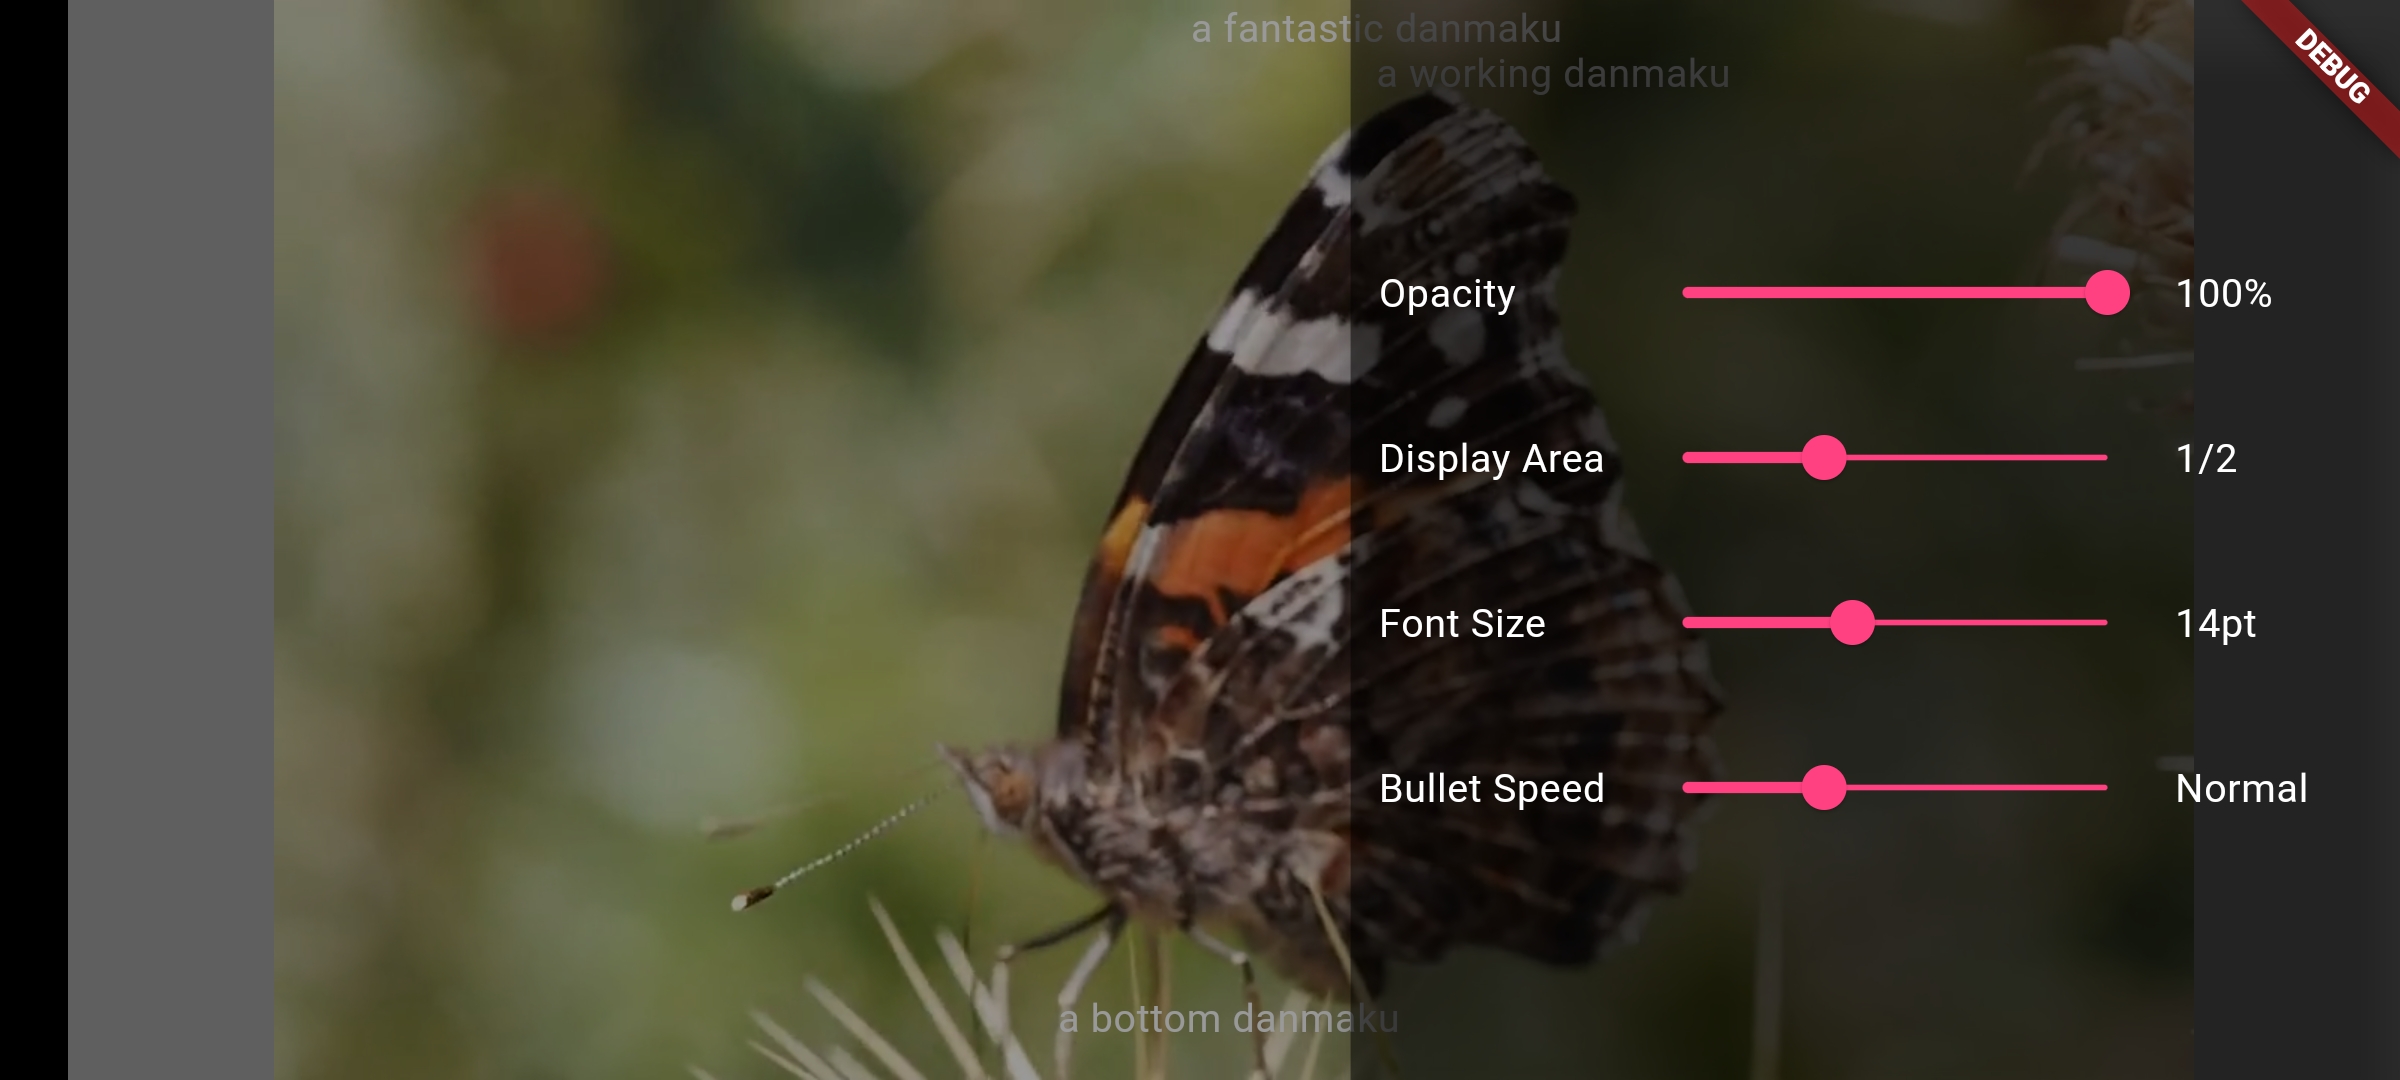 a fantastic danmaku
a working danmaku
DEBUG
Opacity 100%
Display Area 1/2
Font Size 14pt
Bullet Speed Normal
a bottom danmaku